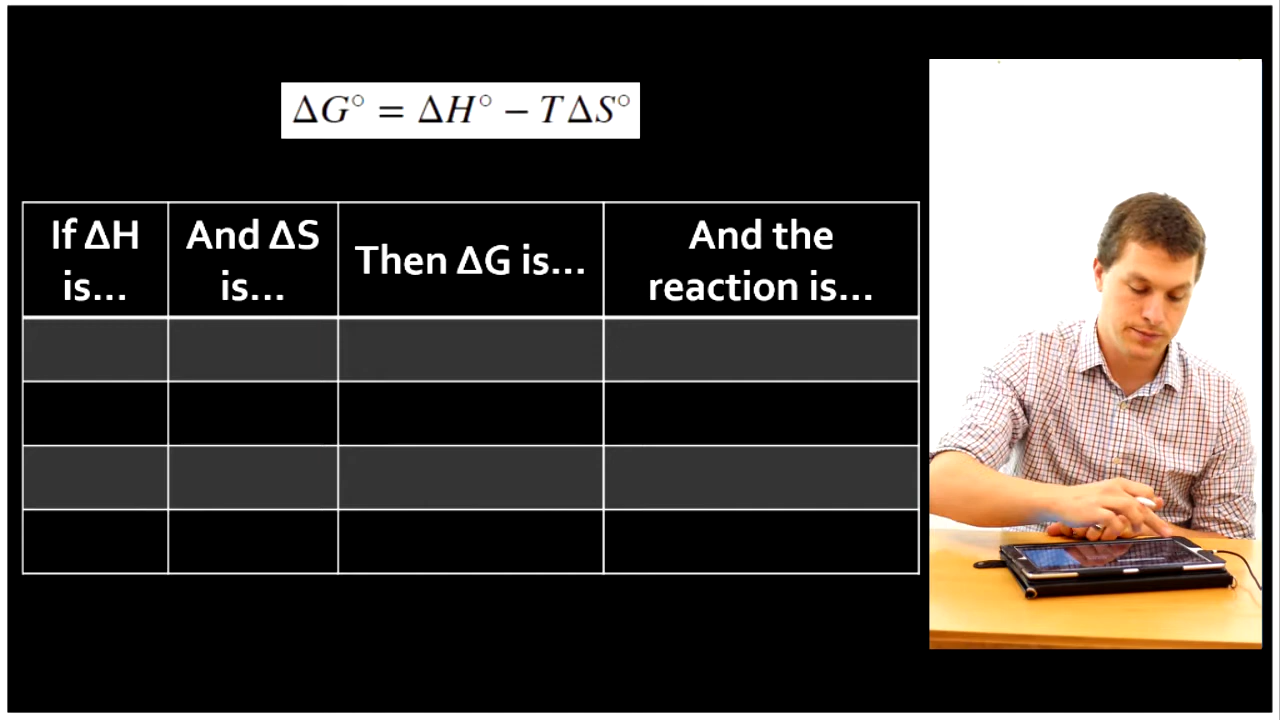 ΔG° = ΔH° − TΔS°
If ΔH
is...
And ΔS
is...
Then ΔG is...
And the
reaction is...